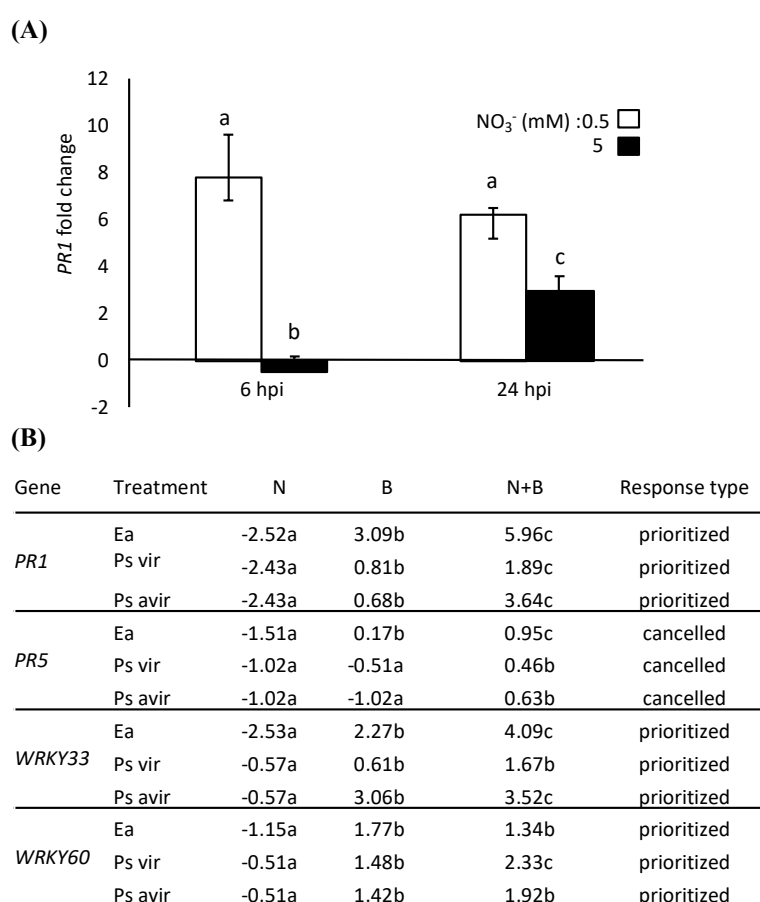 (A)
12
10
8
6
4
2
0
-2
PR1 fold change
a
b
a
c
NO₃⁻ (mM) :0.5
5
6 hpi 24 hpi
(B)
Gene Treatment N B N+B Response type
PR1
Ea -2.52a 3.09b 5.96c prioritized
Ps vir -2.43a 0.81b 1.89c prioritized
Ps avir -2.43a 0.68b 3.64c prioritized
PR5
Ea -1.51a 0.17b 0.95c cancelled
Ps vir -1.02a -0.51a 0.46b cancelled
Ps avir -1.02a -1.02a 0.63b cancelled
WRKY33
Ea -2.53a 2.27b 4.09c prioritized
Ps vir -0.57a 0.61b 1.67b prioritized
Ps avir -0.57a 3.06b 3.52c prioritized
WRKY60
Ea -1.15a 1.77b 1.34b prioritized
Ps vir -0.51a 1.48b 2.33c prioritized
Ps avir -0.51a 1.42b 1.92b prioritized